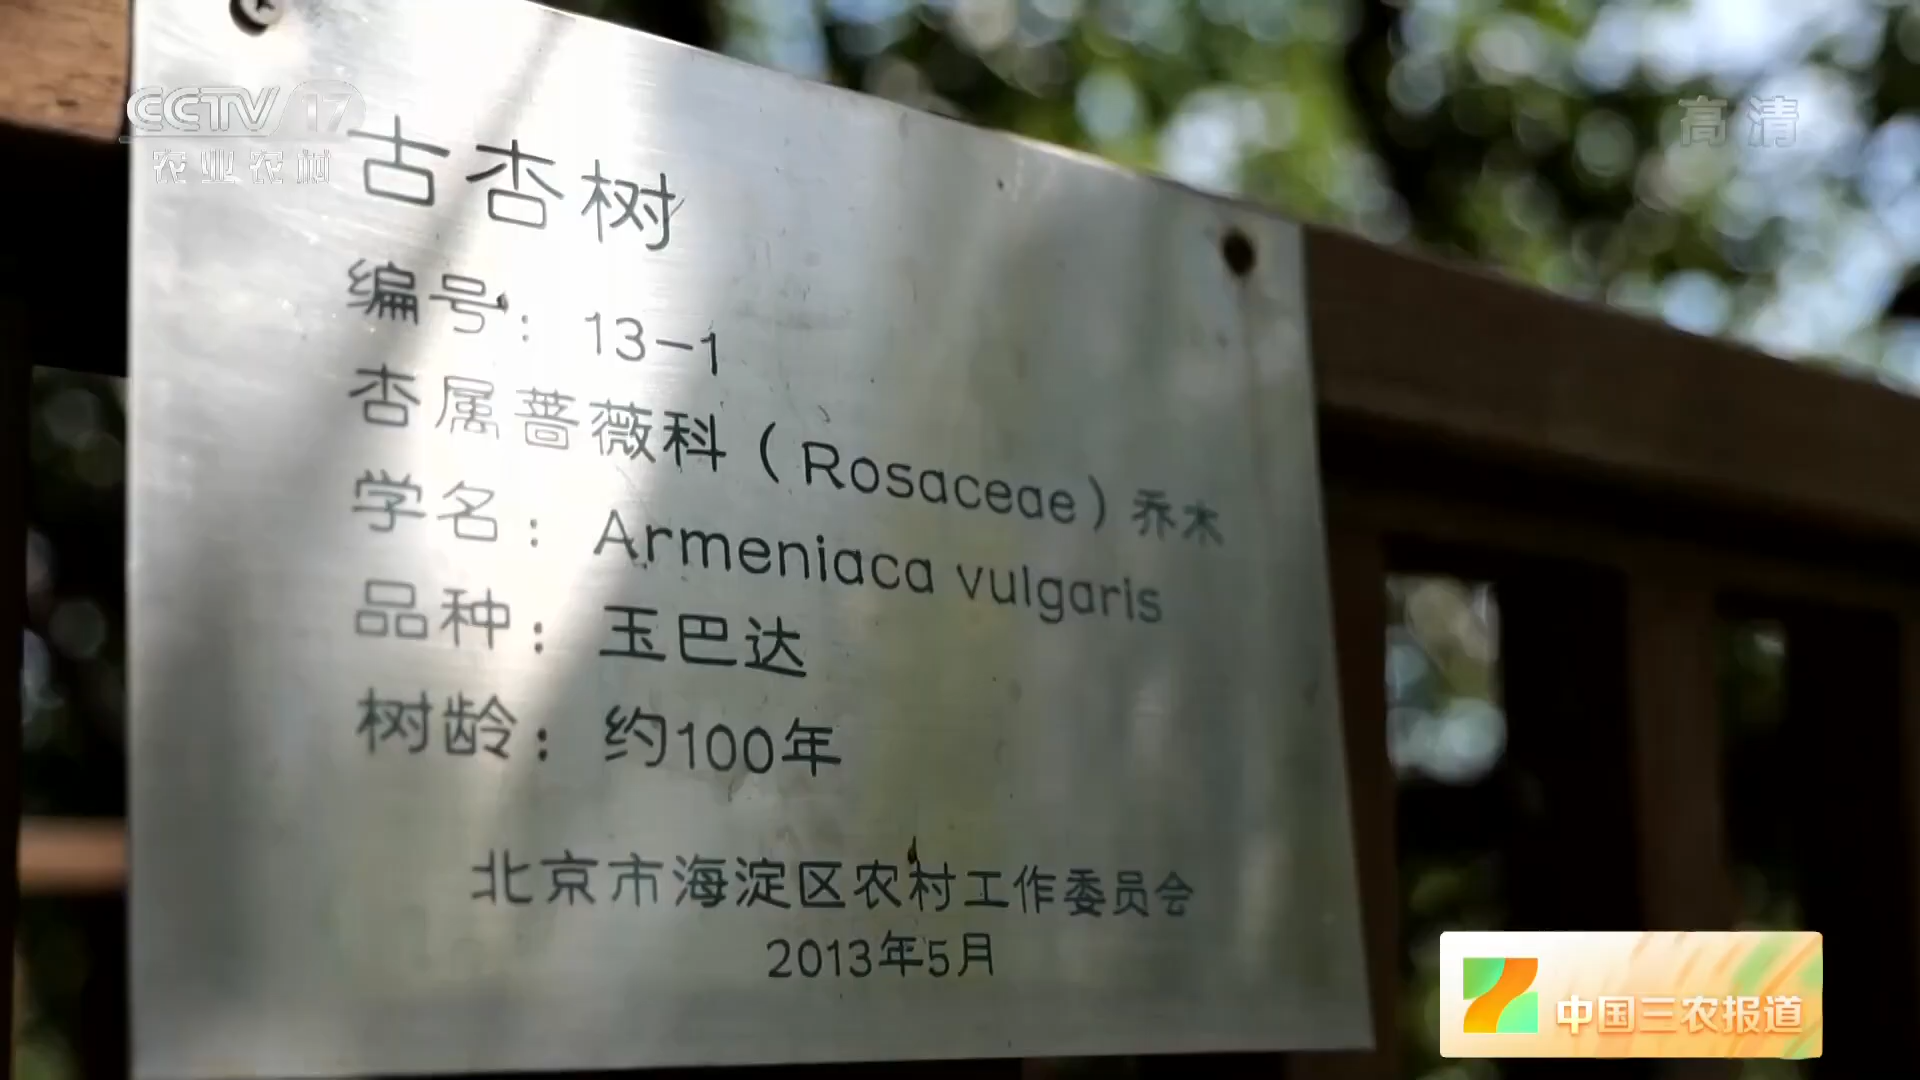 CCTV 17
农业农村
高清
古杏树
编号：13-1
杏属蔷薇科（Rosaceae）乔木
学名：Armeniaca vulgaris
品种：玉巴达
树龄：约100年
北京市海淀区农村工作委员会
2013年5月
中国三农报道